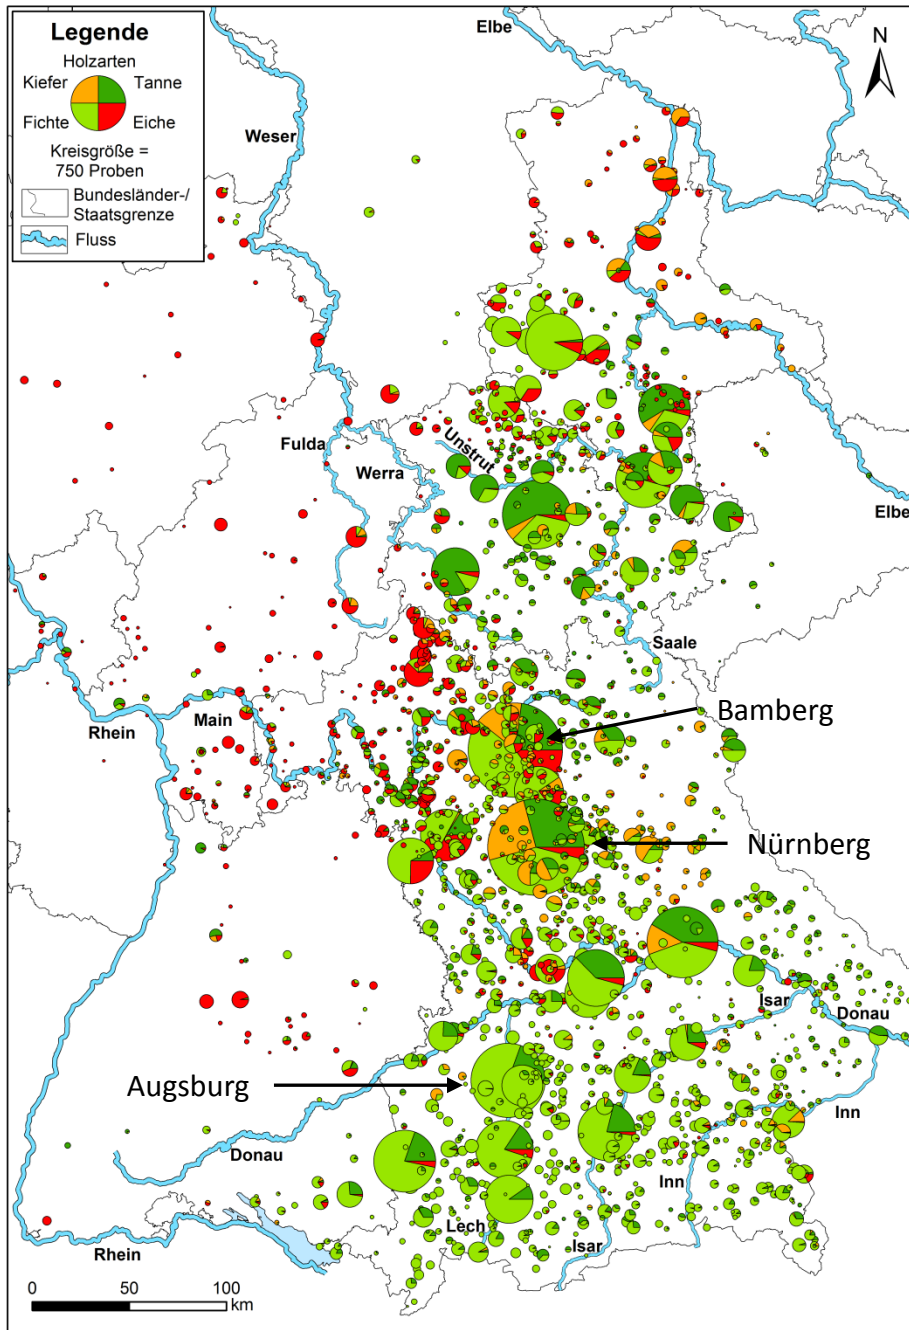 Legende
Holzarten
Kiefer
Tanne
Fichte
Eiche
Kreisgröße =
750 Proben
Bundesländer-/
Staatsgrenze
Fluss
Elbe
N
Weser
Unstrut
Fulda
Werra
Elbe
Saale
Rhein
Main
Bamberg
Nürnberg
Isar
Donau
Augsburg
Inn
Donau
Inn
Lech
Isar
Rhein
0
50
100
km